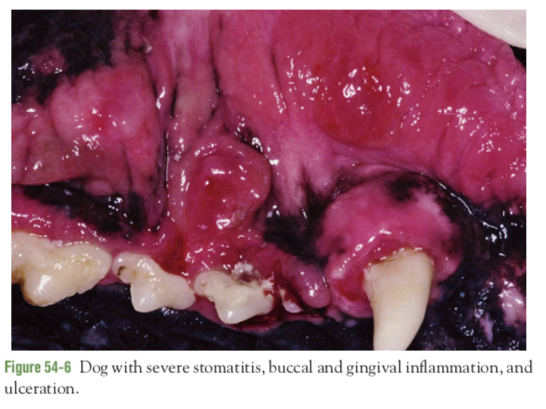 Figure 54-6 Dog with severe stomatitis, buccal and gingival inflammation, and
ulceration.